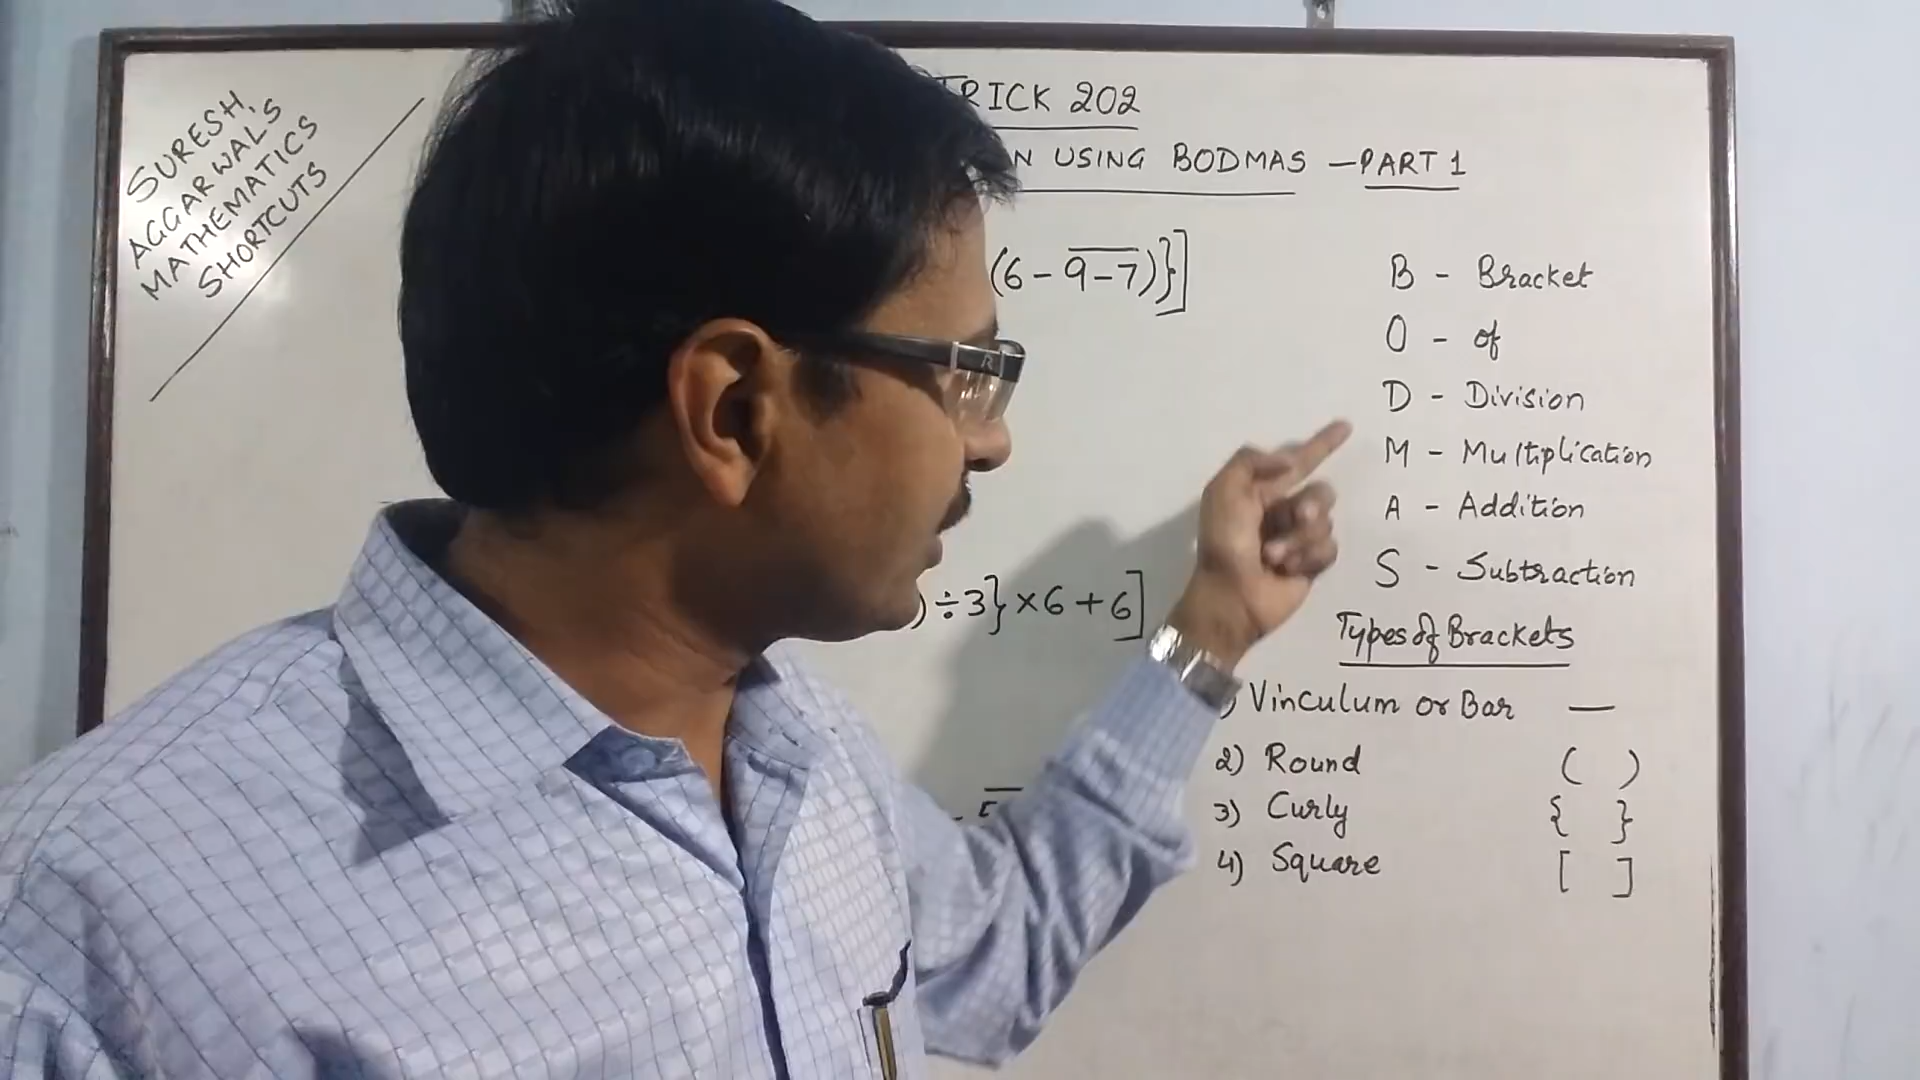 SURESH
AGGARWAL'S
MATHEMATICS
SHORTCUTS
TRICK 202
N USING BODMAS – PART 1
(6 - 9-7)}]
B - Bracket
O - of
D - Division
M - Multiplication
A - Addition
S - Subtraction
) ÷3} ×6 +6]
Types of Brackets
) Vinculum or Bar —
2) Round ( )
3) Curly { }
4) Square [ ]